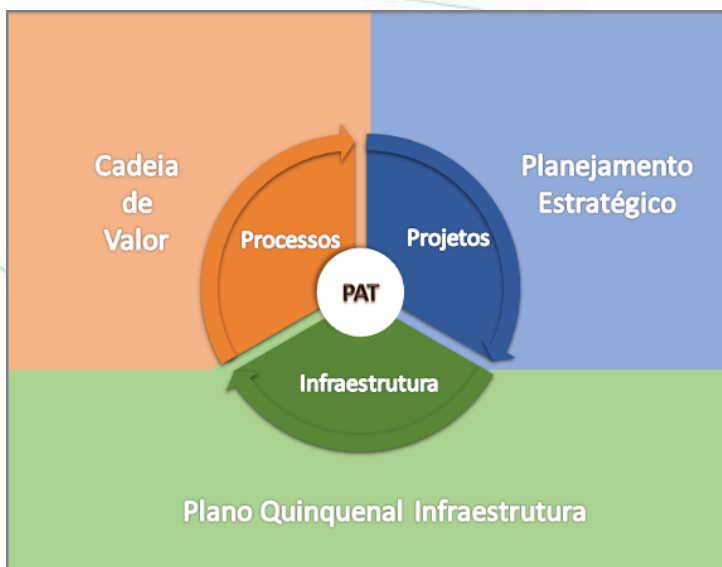 Cadeia
de
Valor
Planejamento
Estratégico
Processos
Projetos
PAT
Infraestrutura
Plano Quinquenal Infraestrutura